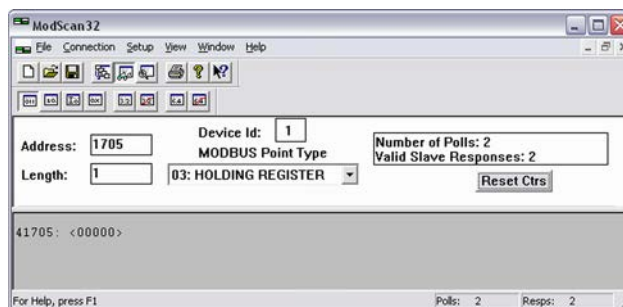 ModScan32
File Connection Setup View Window Help
Address: 1705
Device Id: 1
MODBUS Point Type
Length: 1
03: HOLDING REGISTER
Number of Polls: 2
Valid Slave Responses: 2
Reset Ctrs
41705: <00000>
For Help, press F1
Polls: 2
Resps: 2